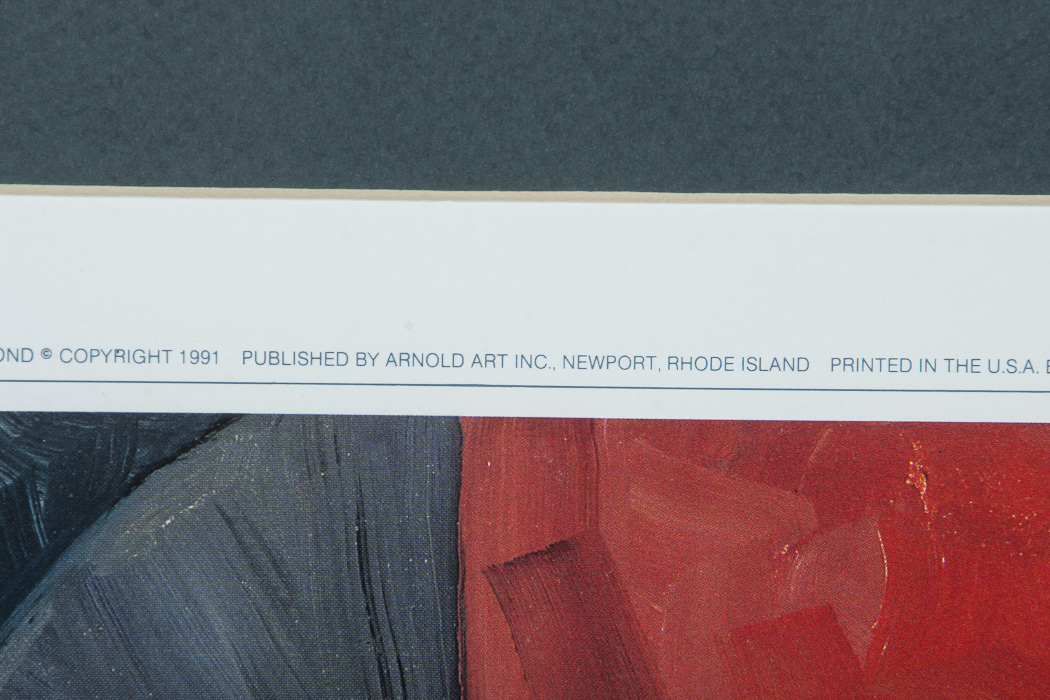 OND © COPYRIGHT 1991 PUBLISHED BY ARNOLD ART INC., NEWPORT, RHODE ISLAND PRINTED IN THE U.S.A.